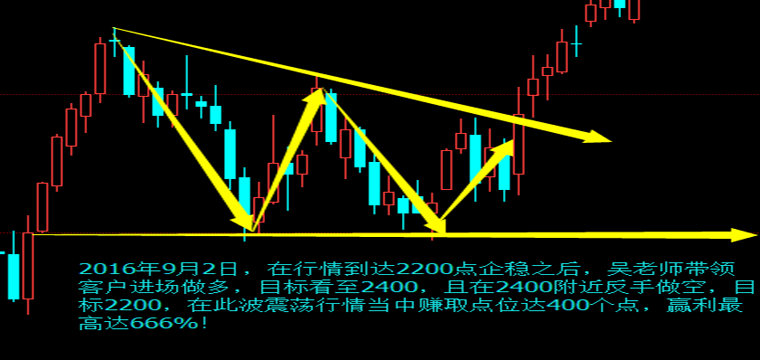 2016年9月2日，在行情到达2200点企稳之后，吴老师带领
客户进场做多，目标看至2400，且在2400附近反手做空，目
标2200，在此波震荡行情当中赚取点位达400个点，赢利最
高达666%！